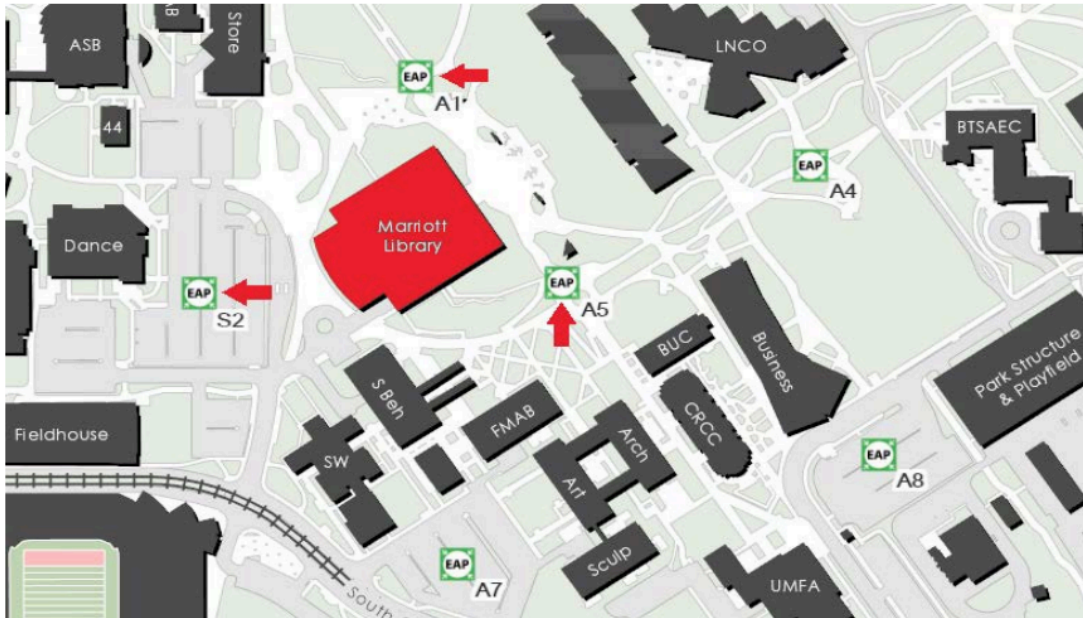 ASB
AB
Store
EAP
A1
LNCO
44
BTSAEC
EAP
A4
Marriott
Library
Dance
EAP
S2
EAP
A5
BUC
Business
Park Structure
& Playfield
S Beh
FMAB
CRCC
Fieldhouse
SW
Arch
Art
EAP
A8
EAP
A7
Sculp
UMFA
South